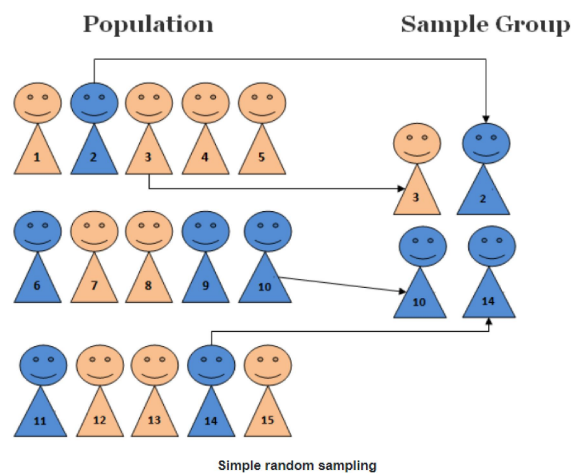 Population
Sample Group
1 2 3 4 5
3 2
6 7 8 9 10
10 14
11 12 13 14 15
Simple random sampling